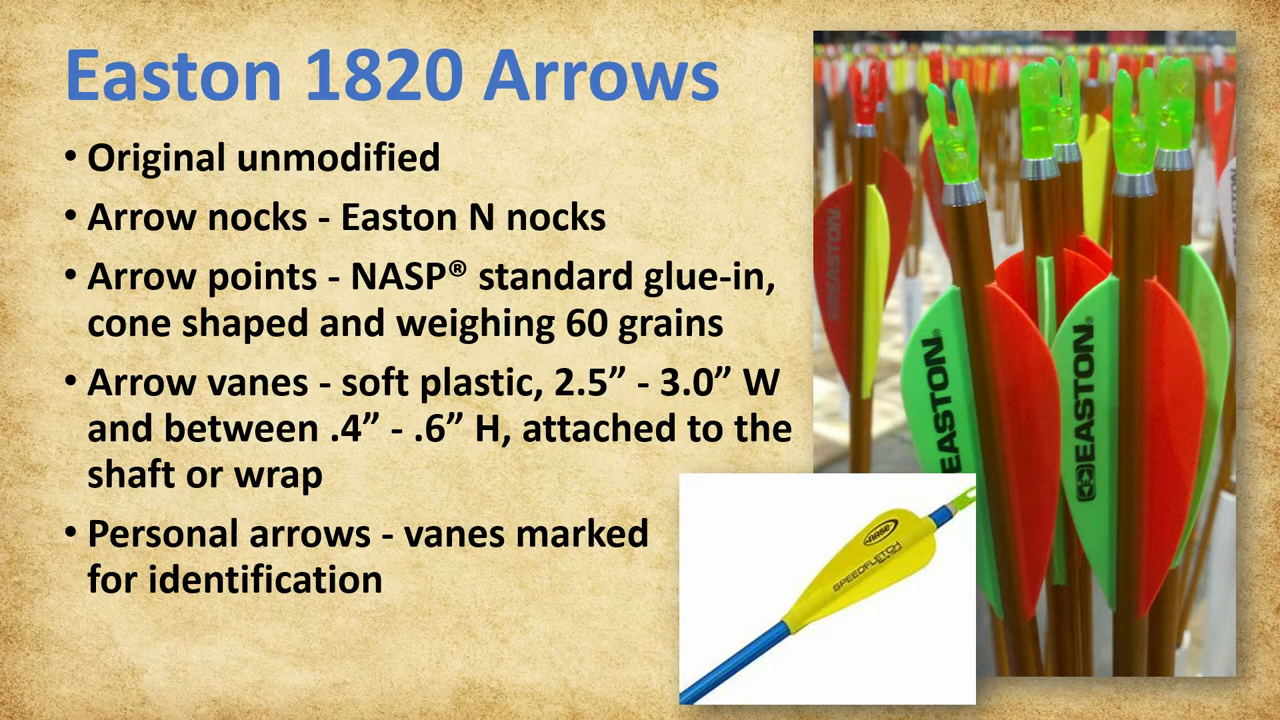 Easton 1820 Arrows
• Original unmodified
• Arrow nocks - Easton N nocks
• Arrow points - NASP® standard glue-in,
cone shaped and weighing 60 grains
• Arrow vanes - soft plastic, 2.5” - 3.0” W
and between .4” - .6” H, attached to the
shaft or wrap
• Personal arrows - vanes marked
for identification
EASTON
EASTON®
EASTON®
NASP
SPEEDFLETCH